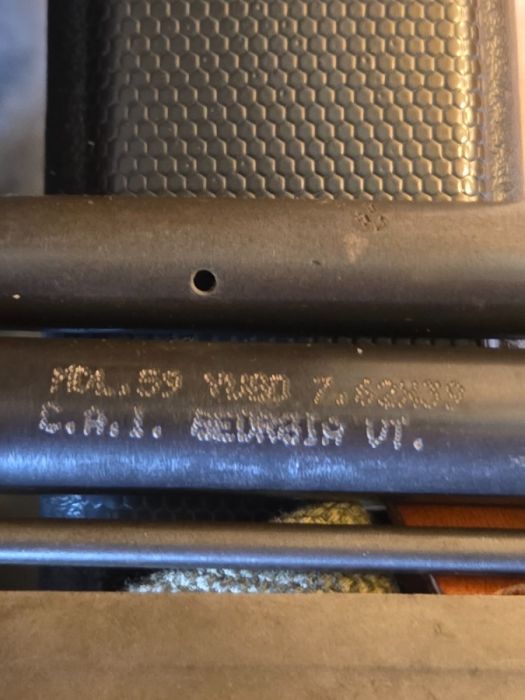 MDL.59 YUGO 7.62X39
C.A.I. GEORGIA VT.